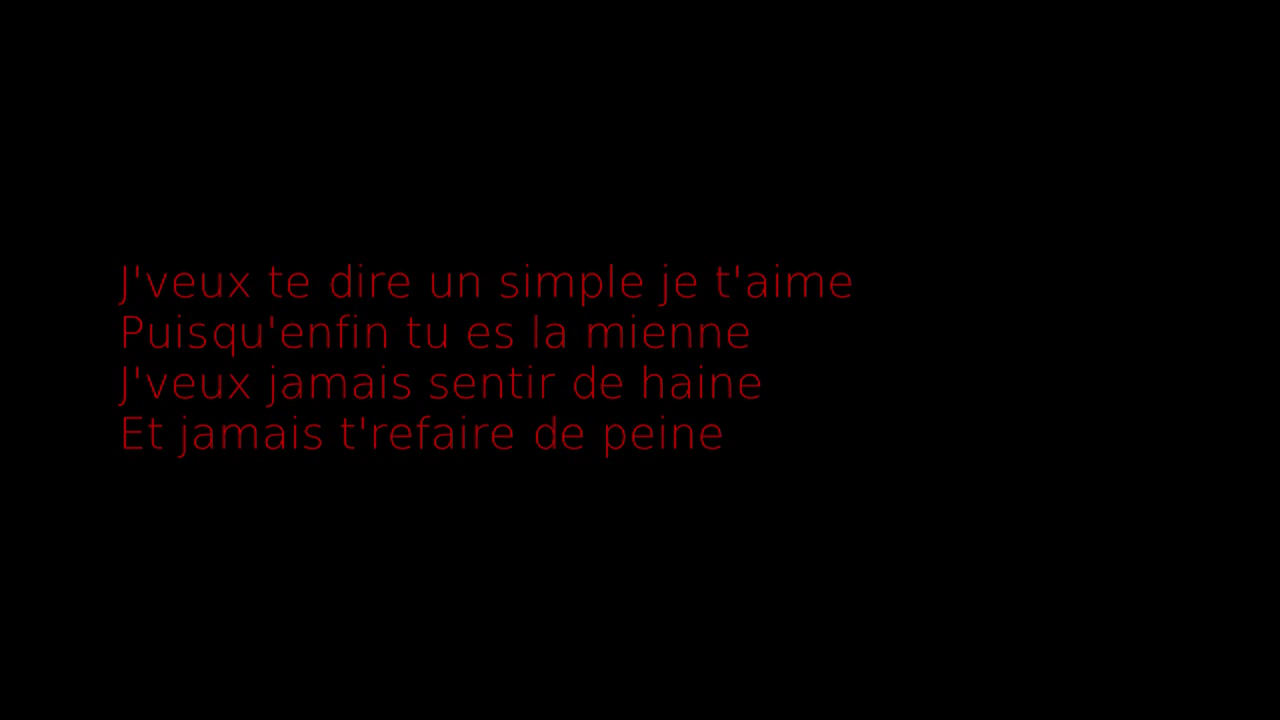 J'veux te dire un simple je t'aime
Puisqu'enfin tu es la mienne
J'veux jamais sentir de haine
Et jamais t'refaire de peine